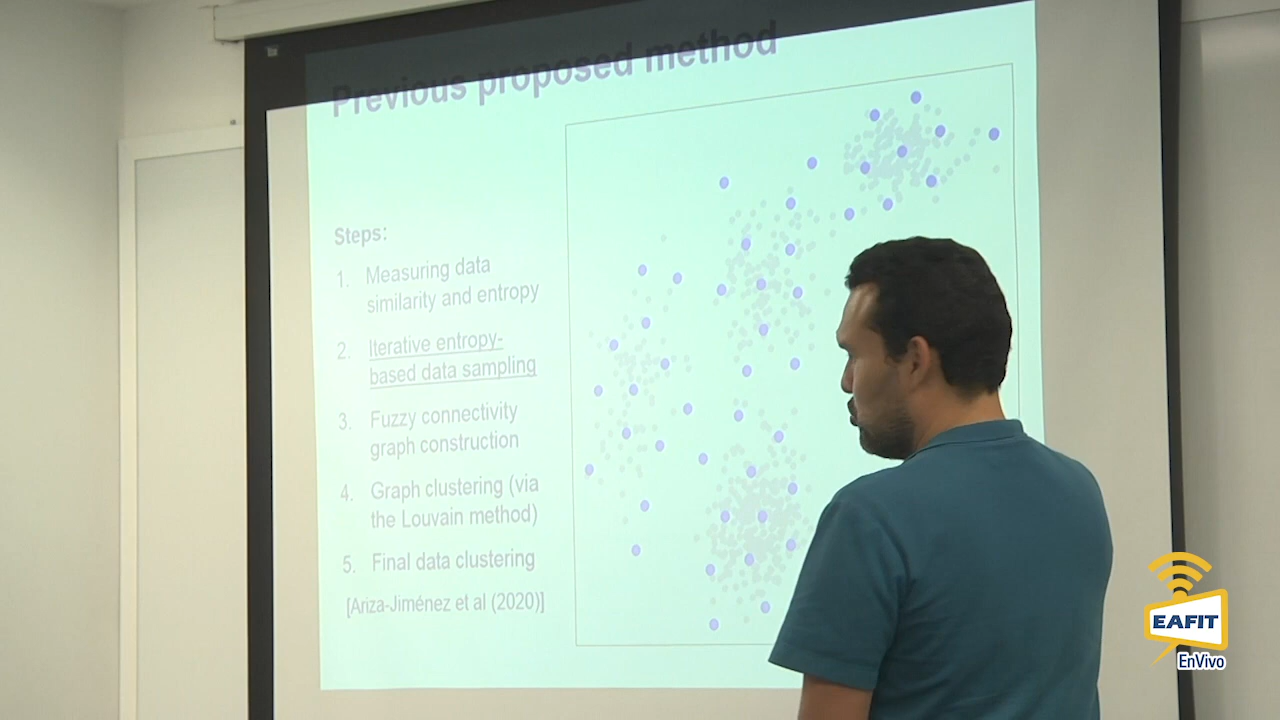 Previous proposed method
Steps:
1. Measuring data
similarity and entropy
2. Iterative entropy-
based data sampling
3. Fuzzy connectivity
graph construction
4. Graph clustering (via
the Louvain method)
5. Final data clustering
[Ariza-Jiménez et al (2020)]
EAFIT
EnVivo